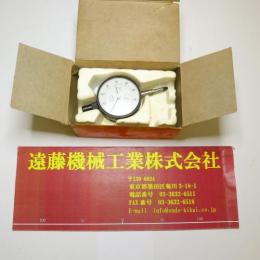 遠藤機械工業株式会社
〒130-0024
東京都墨田区菊川3-18-1
電話番号 03-3632-6511
FAX番号 03-3632-6518
E-mail info@endo-kikai.co.jp